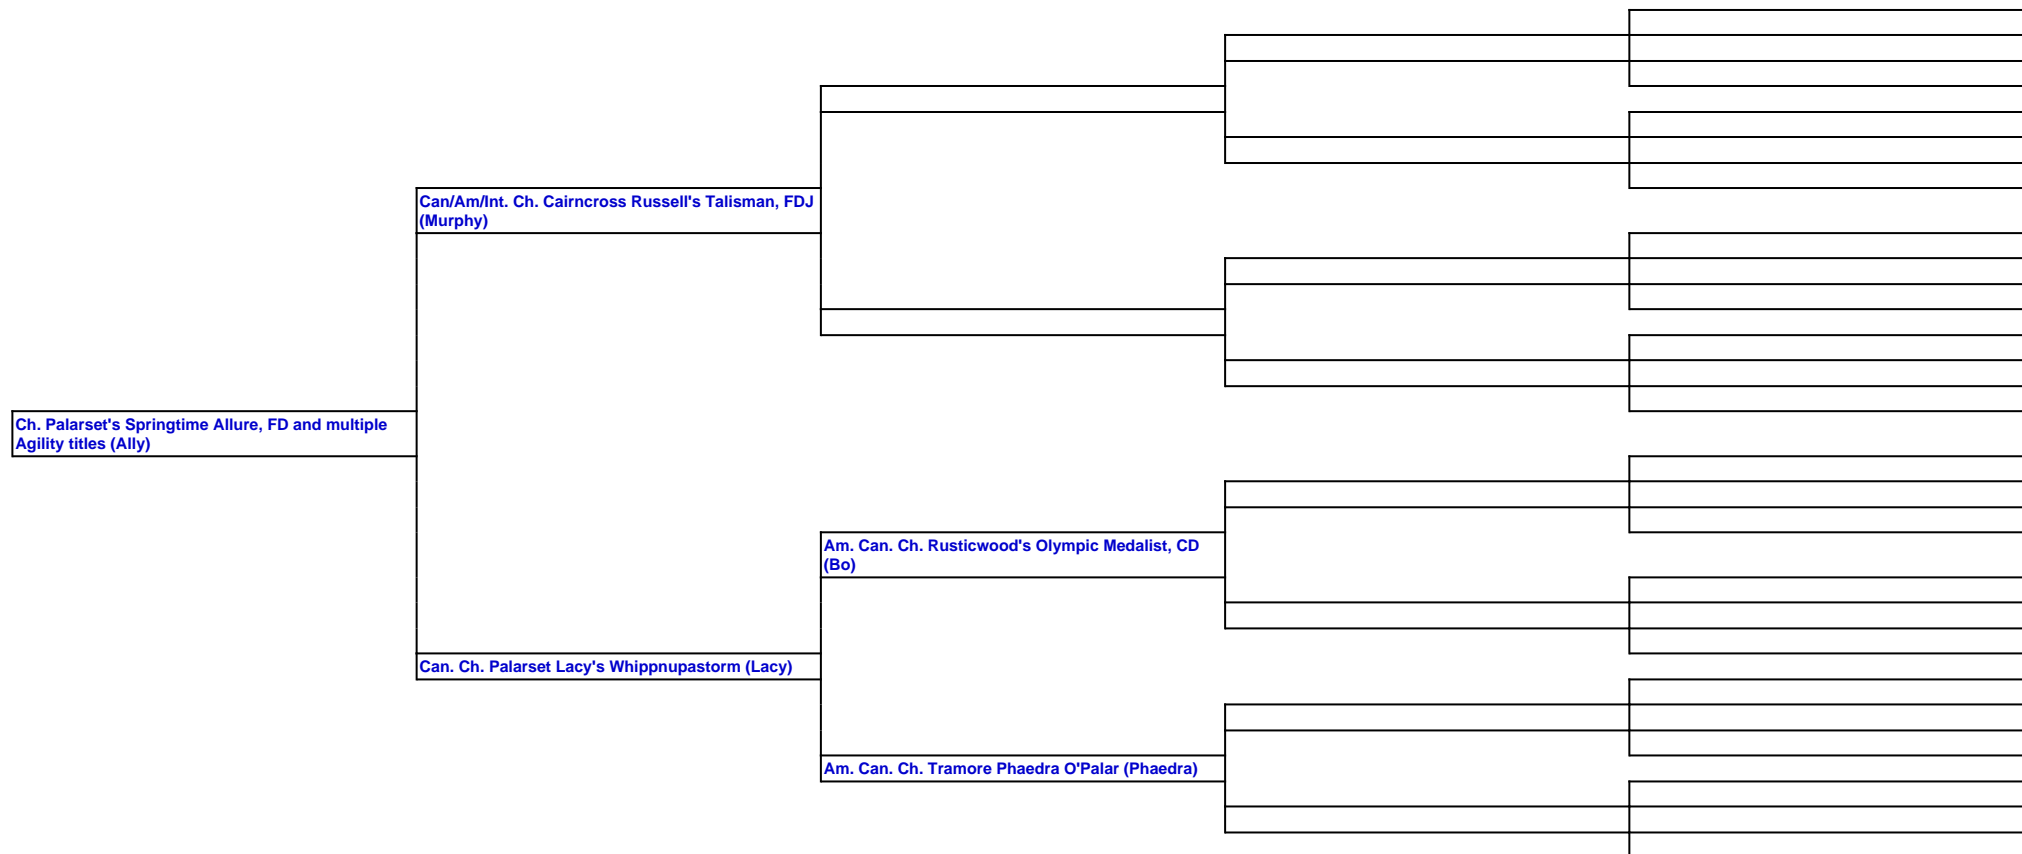 Can/Am/Int. Ch. Cairncross Russell's Talisman, FDJ
(Murphy)
Ch. Palarset's Springtime Allure, FD and multiple
Agility titles (Ally)
Am. Can. Ch. Rusticwood's Olympic Medalist, CD
(Bo)
Can. Ch. Palarset Lacy's Whippnupastorm (Lacy)
Am. Can. Ch. Tramore Phaedra O'Palar (Phaedra)